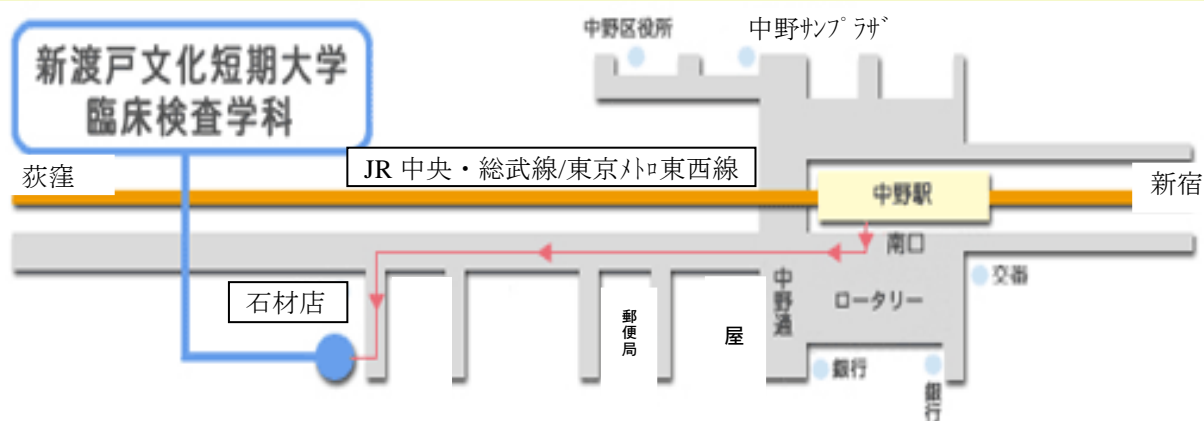 中野区役所
中野ｻﾝﾌﾟﾗｻﾞ
新渡戸文化短期大学
臨床検査学科
JR 中央・総武線/東京ﾒﾄﾛ東西線
荻窪
中野駅
新宿
南口
交番
石材店
中野通
ロータリー
郵便局
屋
銀行
銀行